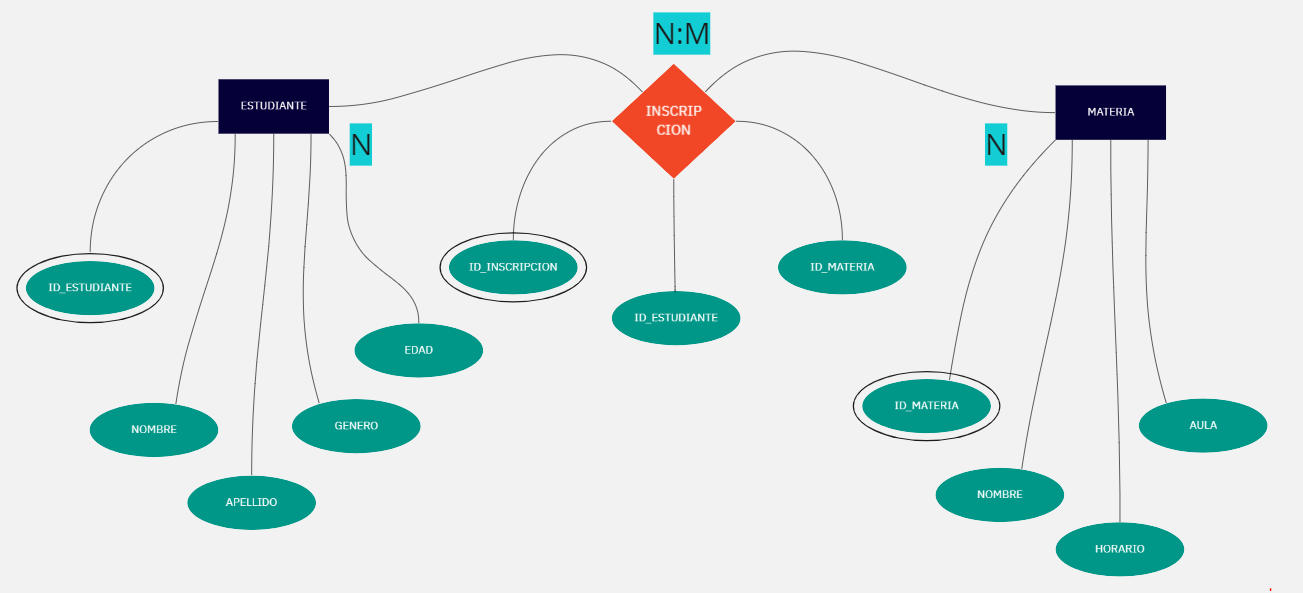 N:M
ESTUDIANTE
INSCRIP
CION
MATERIA
N
N
ID_ESTUDIANTE
ID_INSCRIPCION
ID_MATERIA
ID_ESTUDIANTE
EDAD
NOMBRE
GENERO
APELLIDO
ID_MATERIA
AULA
NOMBRE
HORARIO